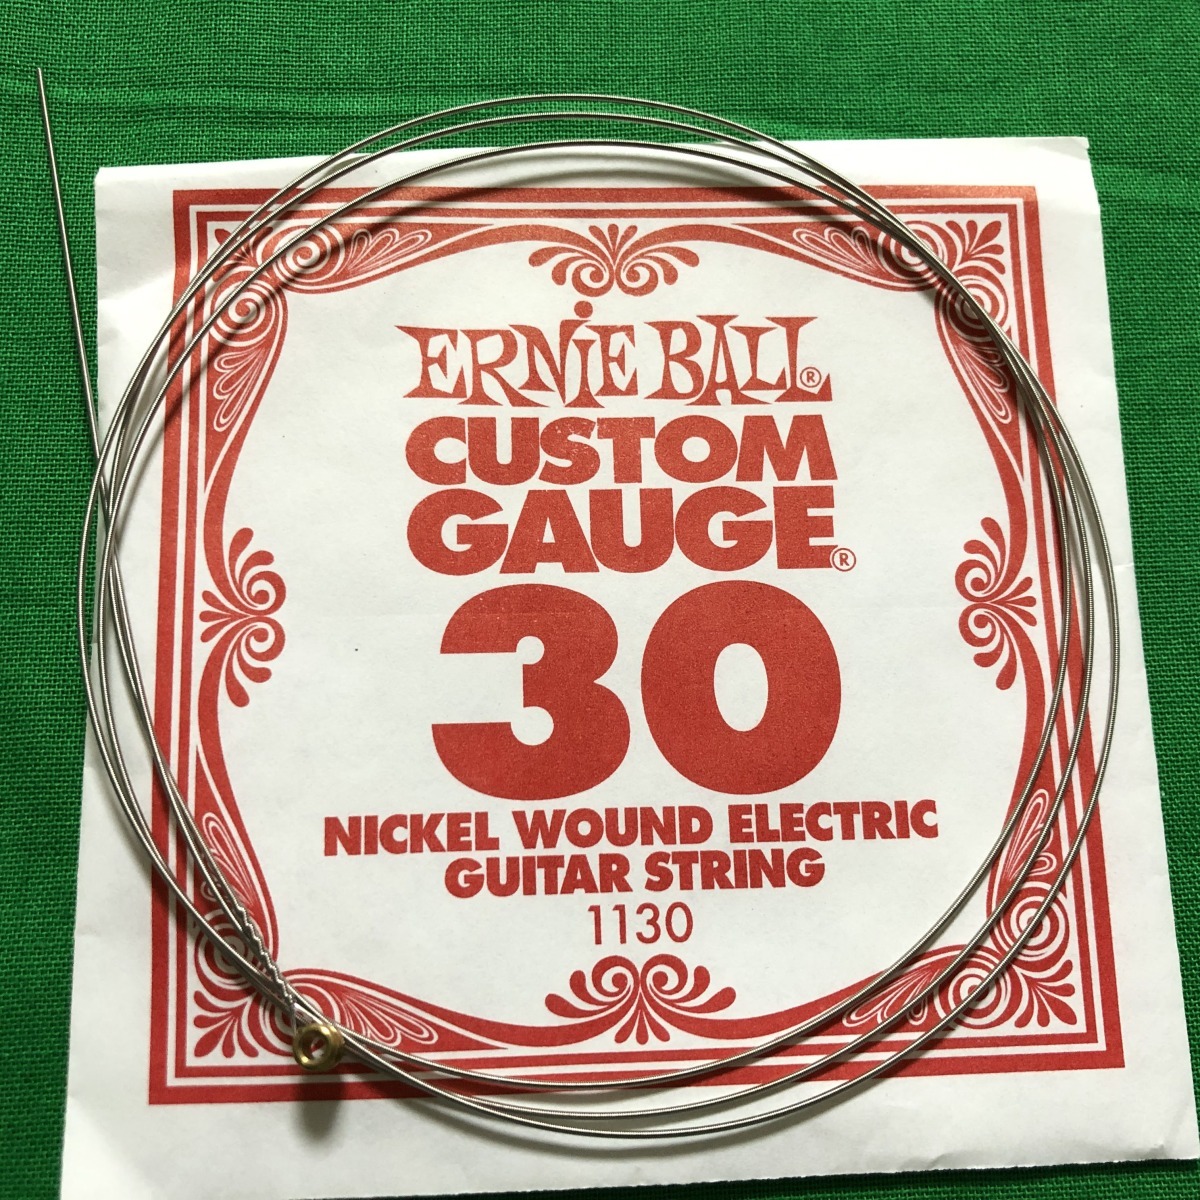 ERNiE BALL®
CUSTOM
GAUGE®
30
NICKEL WOUND ELECTRIC
GUITAR STRING
1130